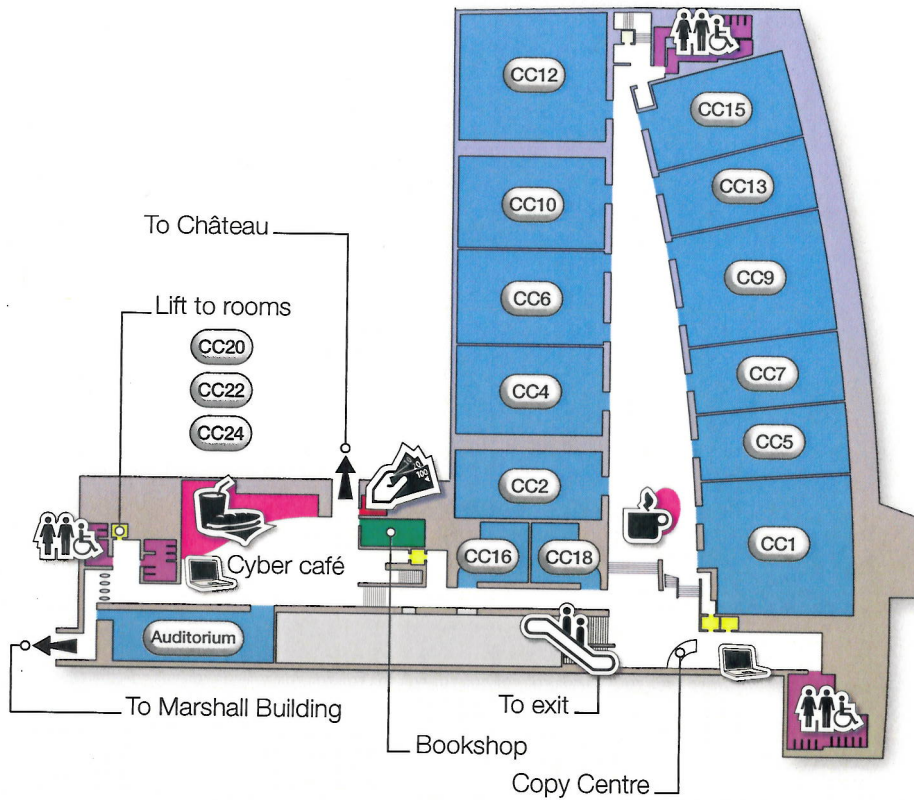 CC12
CC15
CC13
CC10
To Château
CC9
Lift to rooms
CC6
CC20
CC7
CC22
CC4
CC24
CC5
100
CC2
CC1
CC16
CC18
Cyber café
Auditorium
To Marshall Building
To exit
Bookshop
Copy Centre